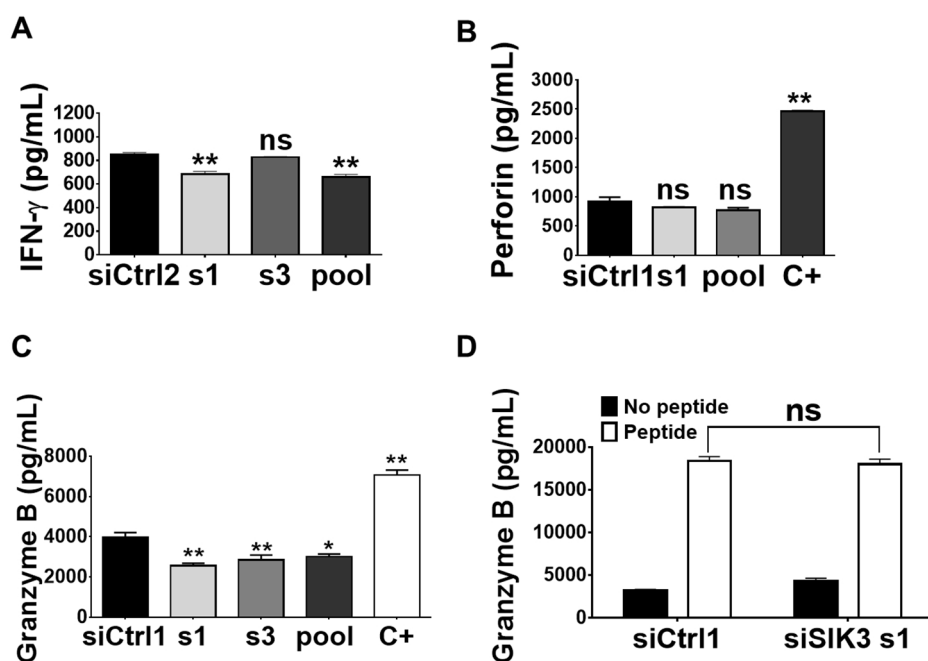 A
IFN-γ (pg/mL)
1200
1000
800
600
400
200
0
** ns **
siCtrl2 s1 s3 pool
B
Perforin (pg/mL)
3000
2500
2000
1500
1000
500
0
ns ns **
siCtrl1 s1 pool C+
C
Granzyme B (pg/mL)
8000
6000
4000
2000
0
** ** * **
siCtrl1 s1 s3 pool C+
D
Granzyme B (pg/mL)
No peptide
Peptide
ns
20000
15000
10000
5000
0
siCtrl1 siSIK3 s1